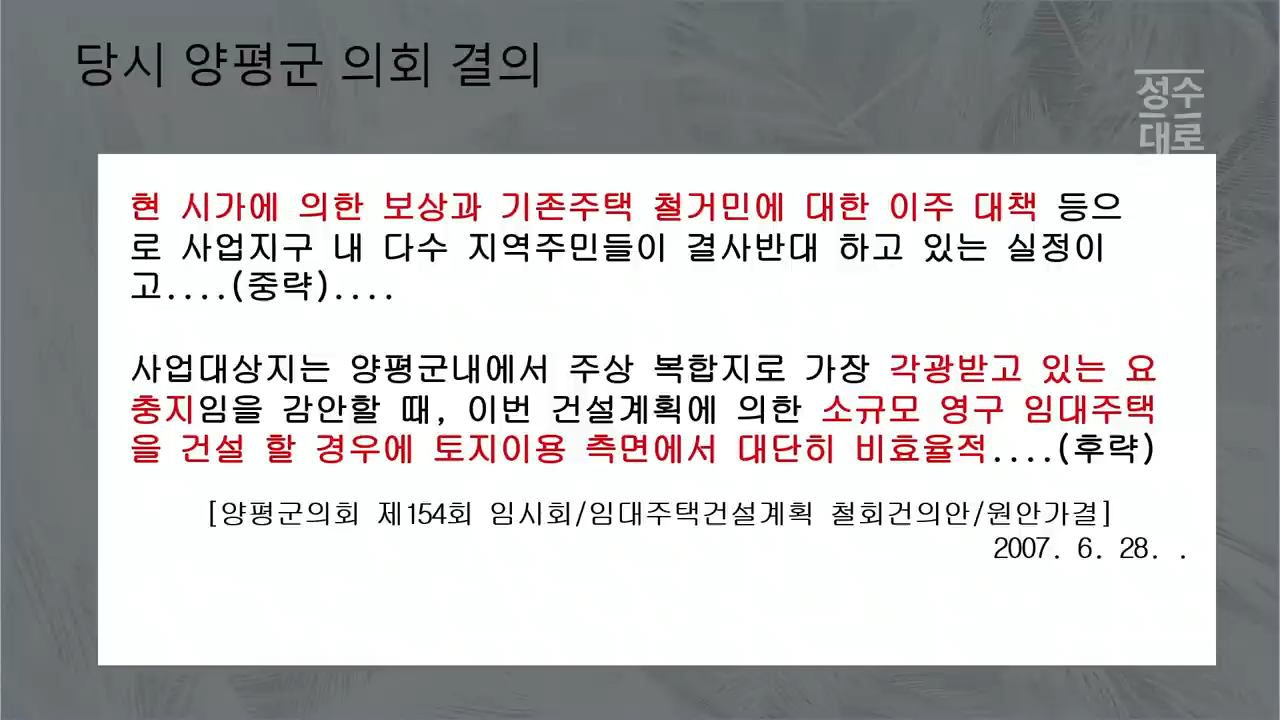 당시 양평군 의회 결의
성수
대로
현 시가에 의한 보상과 기존주택 철거민에 대한 이주 대책 등으
로 사업지구 내 다수 지역주민들이 결사반대 하고 있는 실정이
고....(중략)....
사업대상지는 양평군내에서 주상 복합지로 가장 각광받고 있는 요
충지임을 감안할 때, 이번 건설계획에 의한 소규모 영구 임대주택
을 건설 할 경우에 토지이용 측면에서 대단히 비효율적....(후략)
[양평군의회 제154회 임시회/임대주택건설계획 철회건의안/원안가결]
2007. 6. 28. .